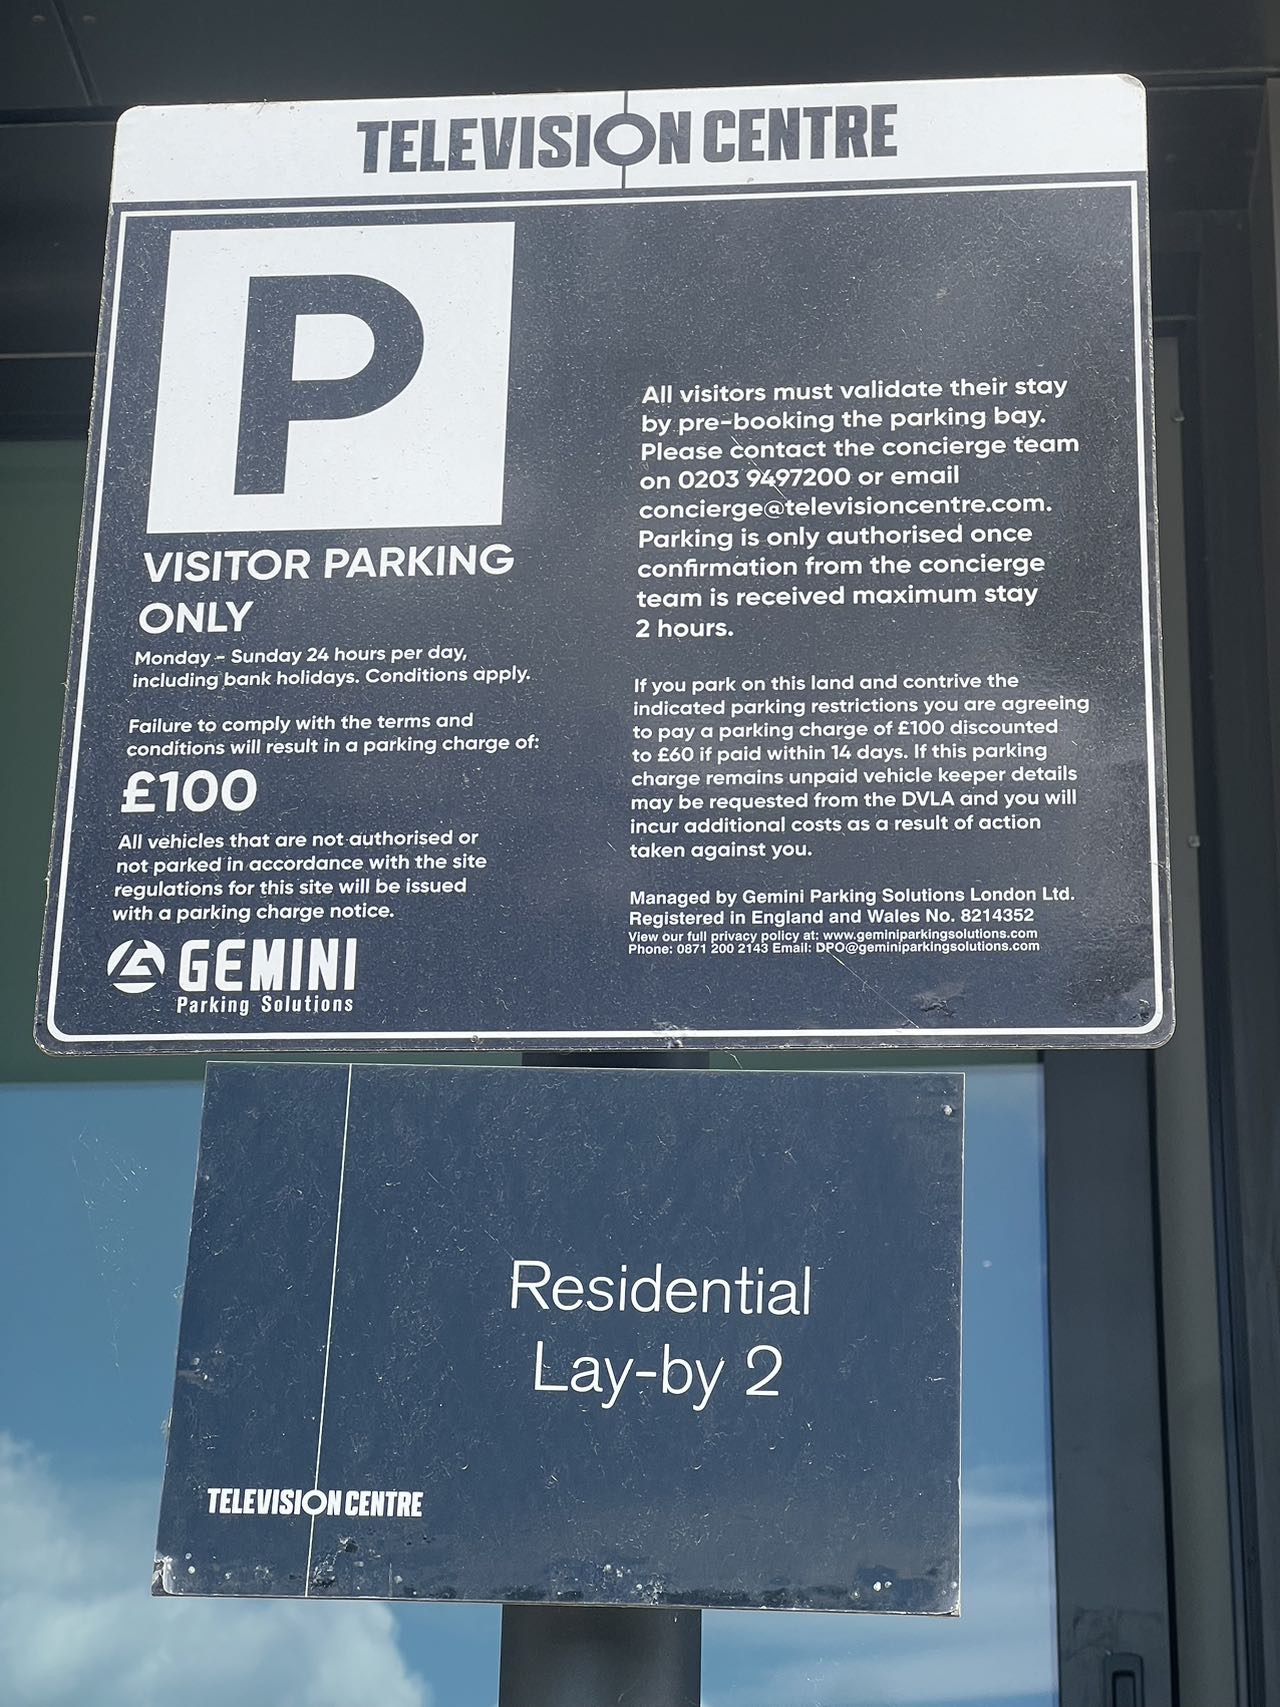 TELEVISION CENTRE
P
VISITOR PARKING
ONLY
Monday - Sunday 24 hours per day,
including bank holidays. Conditions apply.
Failure to comply with the terms and
conditions will result in a parking charge of:
£100
All vehicles that are not authorised or
not parked in accordance with the site
regulations for this site will be issued
with a parking charge notice.
GEMINI
Parking Solutions
All visitors must validate their stay
by pre-booking the parking bay.
Please contact the concierge team
on 0203 9497200 or email
concierge@televisioncentre.com.
Parking is only authorised once
confirmation from the concierge
team is received maximum stay
2 hours.
If you park on this land and contrive the
indicated parking restrictions you are agreeing
to pay a parking charge of £100 discounted
to £60 if paid within 14 days. If this parking
charge remains unpaid vehicle keeper details
may be requested from the DVLA and you will
incur additional costs as a result of action
taken against you.
Managed by Gemini Parking Solutions London Ltd.
Registered in England and Wales No. 8214352
View our full privacy policy at: www.geminiparkingsolutions.com
Phone: 0871 200 2143 Email: DPO@geminiparkingsolutions.com
Residential
Lay-by 2
TELEVISION CENTRE